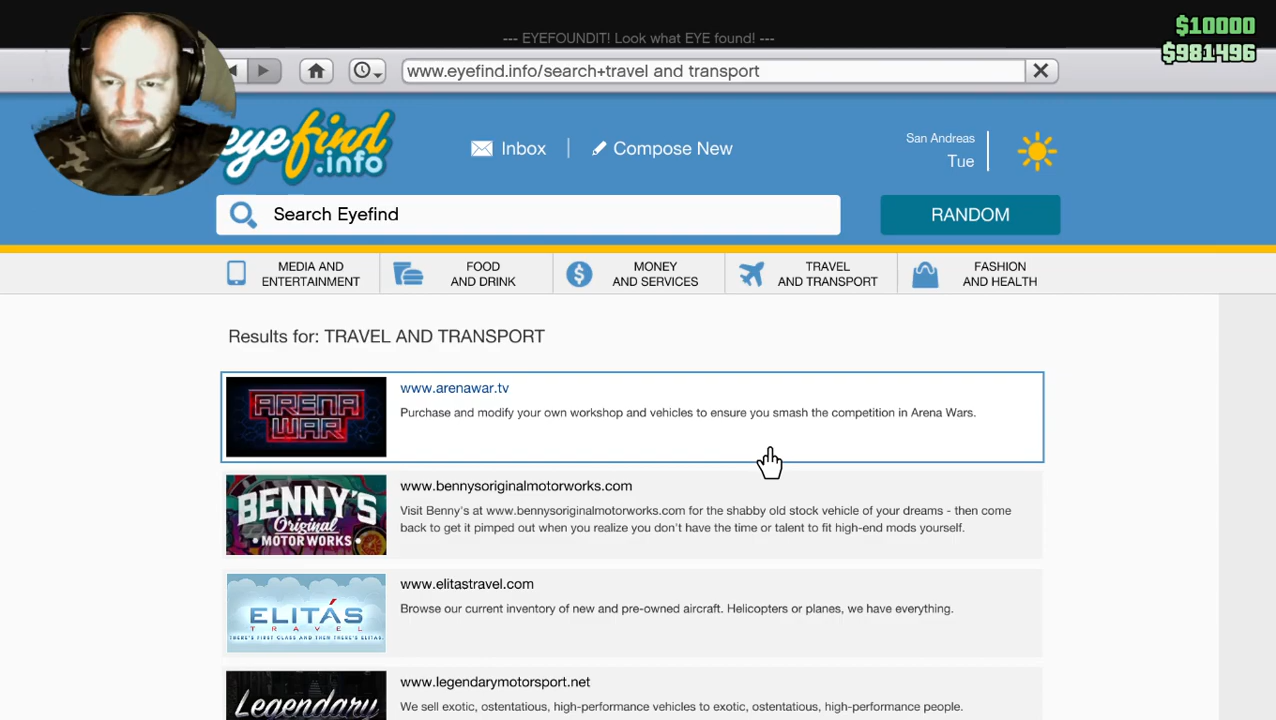 $10000
--- EYEFOUNDIT! Look what EYE found! ---
$981496
www.eyefind.info/search+travel and transport
eyefind
.info
Inbox
Compose New
San Andreas
Tue
Search Eyefind
RANDOM
MEDIA AND
ENTERTAINMENT
FOOD
AND DRINK
MONEY
AND SERVICES
TRAVEL
AND TRANSPORT
FASHION
AND HEALTH
Results for: TRAVEL AND TRANSPORT
ARENA
WAR
www.arenawar.tv
Purchase and modify your own workshop and vehicles to ensure you smash the competition in Arena Wars.
BENNY'S
Original
MOTOR WORKS
www.bennysoriginalmotorworks.com
Visit Benny's at www.bennysoriginalmotorworks.com for the shabby old stock vehicle of your dreams - then come
back to get it pimped out when you realize you don't have the time or talent to fit high-end mods yourself.
ELITÁS
TRAVEL
THERE'S FIRST CLASS AND THEN THERE'S ELITÁS.
www.elitastravel.com
Browse our current inventory of new and pre-owned aircraft. Helicopters or planes, we have everything.
Legendary
www.legendarymotorsport.net
We sell exotic, ostentatious, high-performance vehicles to exotic, ostentatious, high-performance people.